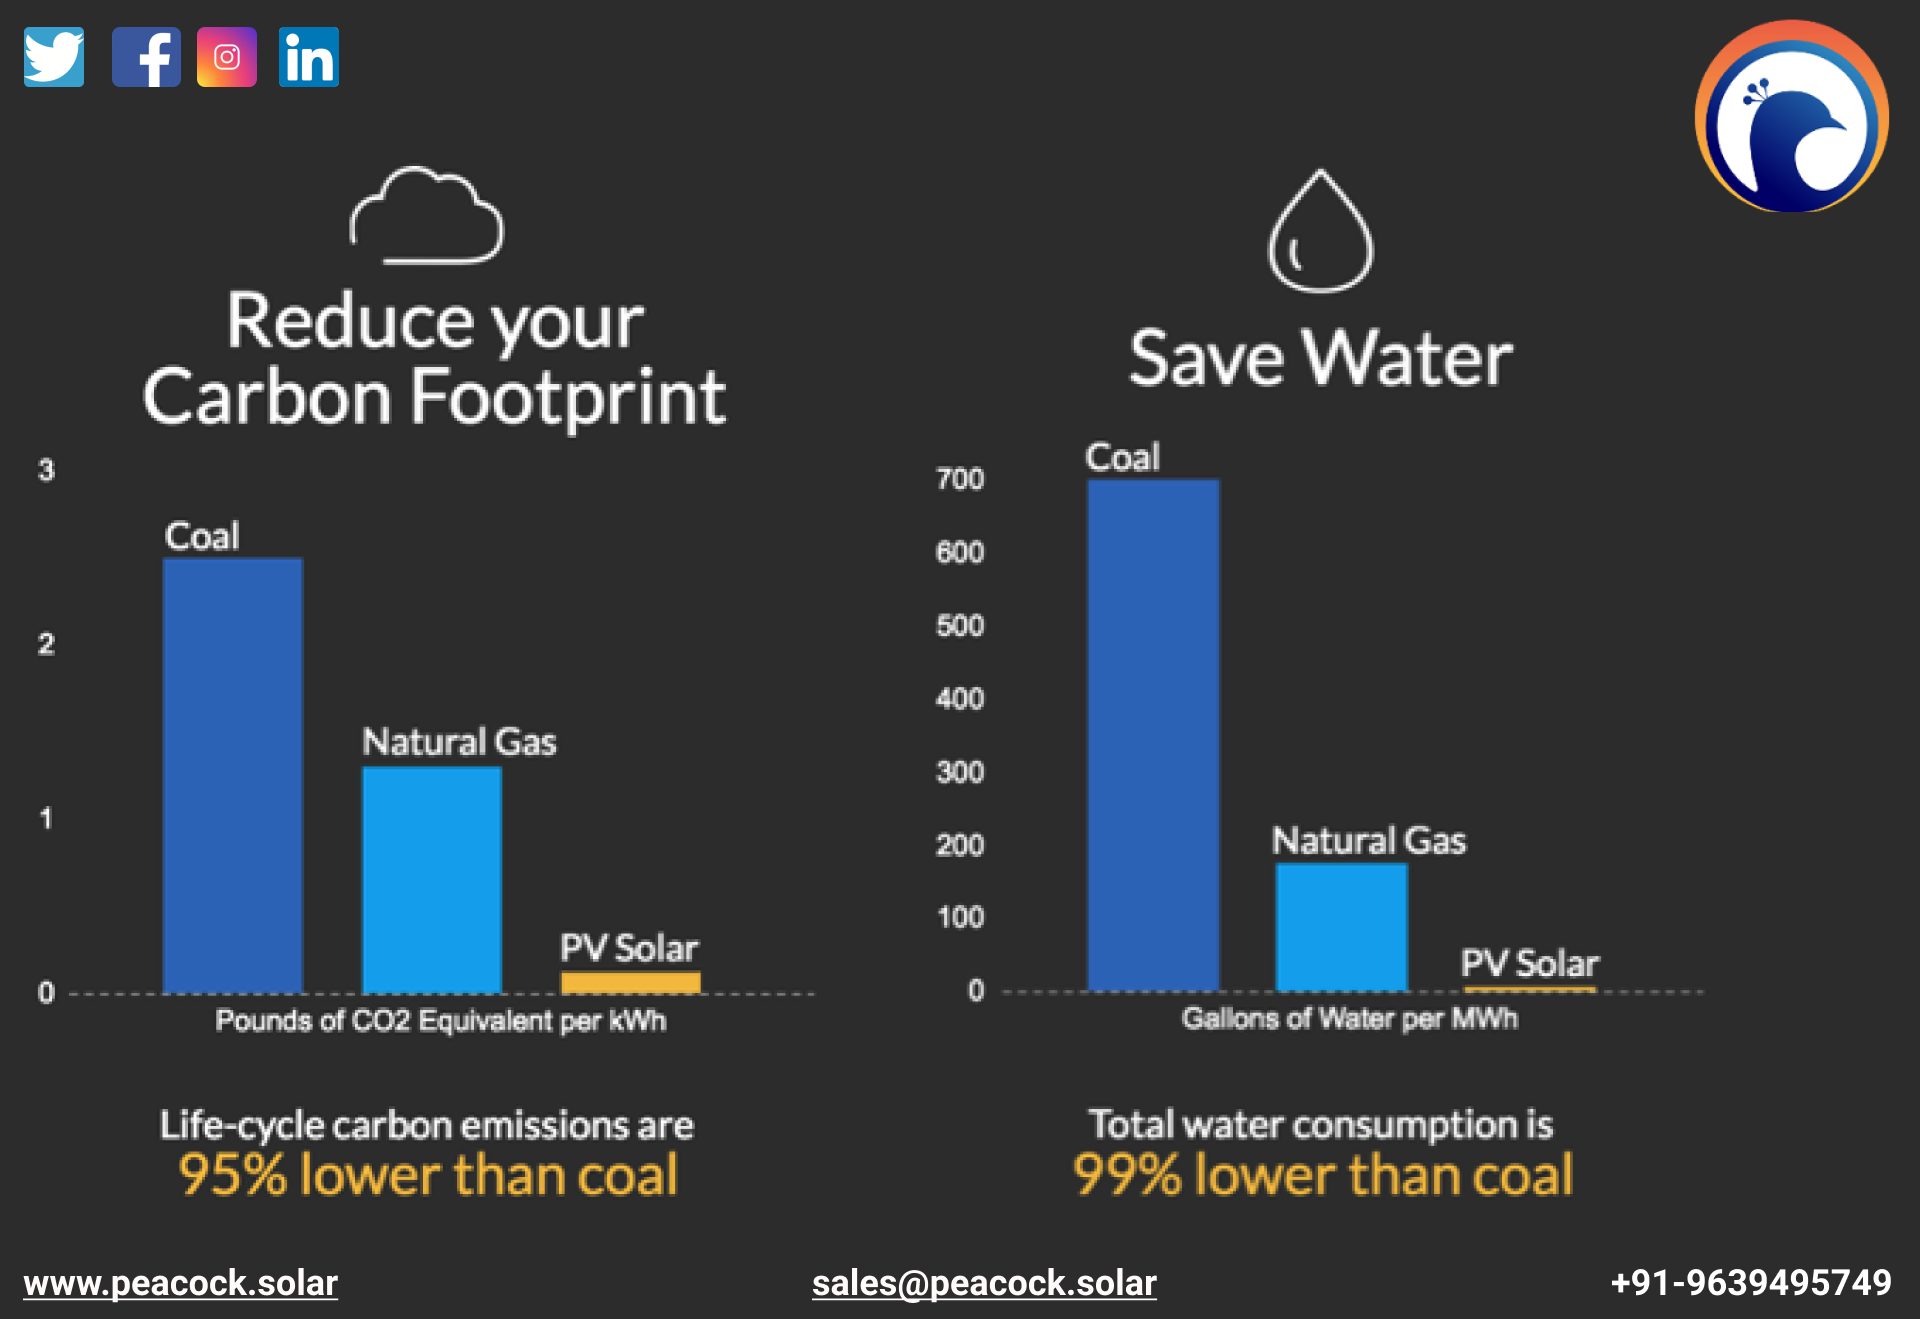 Reduce your
Carbon Footprint
3
2
1
0
Coal
Natural Gas
PV Solar
Pounds of CO2 Equivalent per kWh
Life-cycle carbon emissions are
95% lower than coal
Save Water
700
600
500
400
300
200
100
0
Coal
Natural Gas
PV Solar
Gallons of Water per MWh
Total water consumption is
99% lower than coal
www.peacock.solar
sales@peacock.solar
+91-9639495749